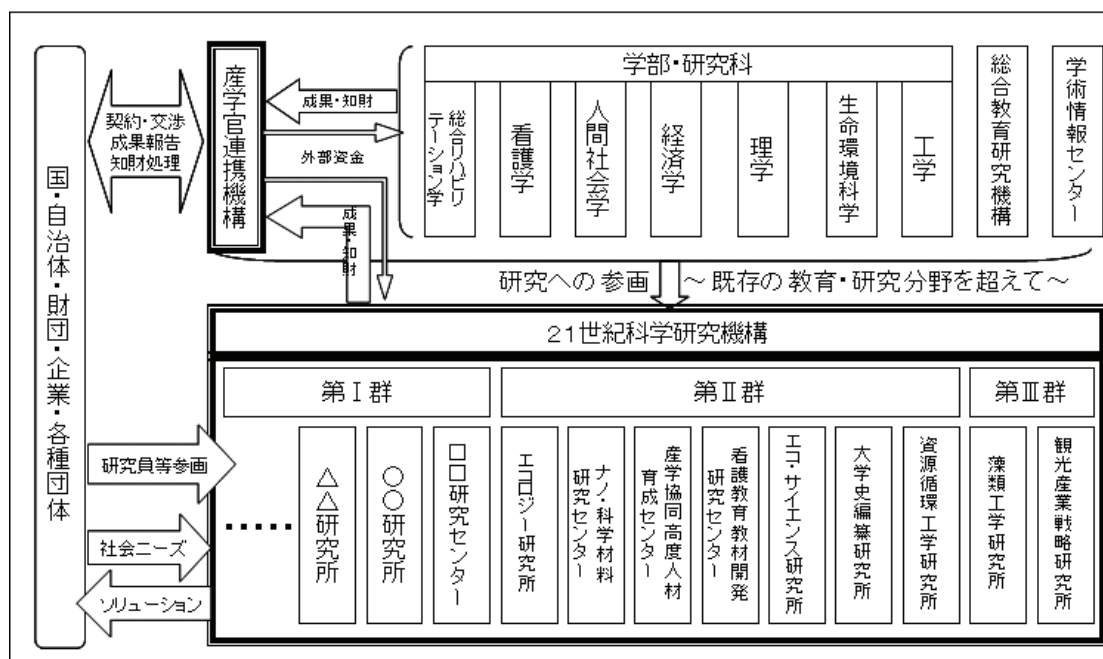 国・自治体・財団・企業・各種団体
契約・交渉
成果報告
知財処理
産学官連携機構
成果・知財
外部資金
成果・知財
学部・研究科
総合リハビリ
テーション学
看護学
人間社会学
経済学
理学
生命環境科学
工学
総合教育研究機構
学術情報センター
研究への参画 ～既存の教育・研究分野を超えて～
21世紀科学研究機構
第Ⅰ群
第Ⅱ群
第Ⅲ群
研究員等参画
社会ニーズ
ソリューション
・・・・・
△△研究所
○○研究所
□□研究センター
エコロジー研究所
ナノ・科学材料
研究センター
産学協同高度人材
育成センター
看護教育教材開発
研究センター
エコ・サイエンス研究所
大学史編纂研究所
資源循環工学研究所
藻類工学研究所
観光産業戦略研究所